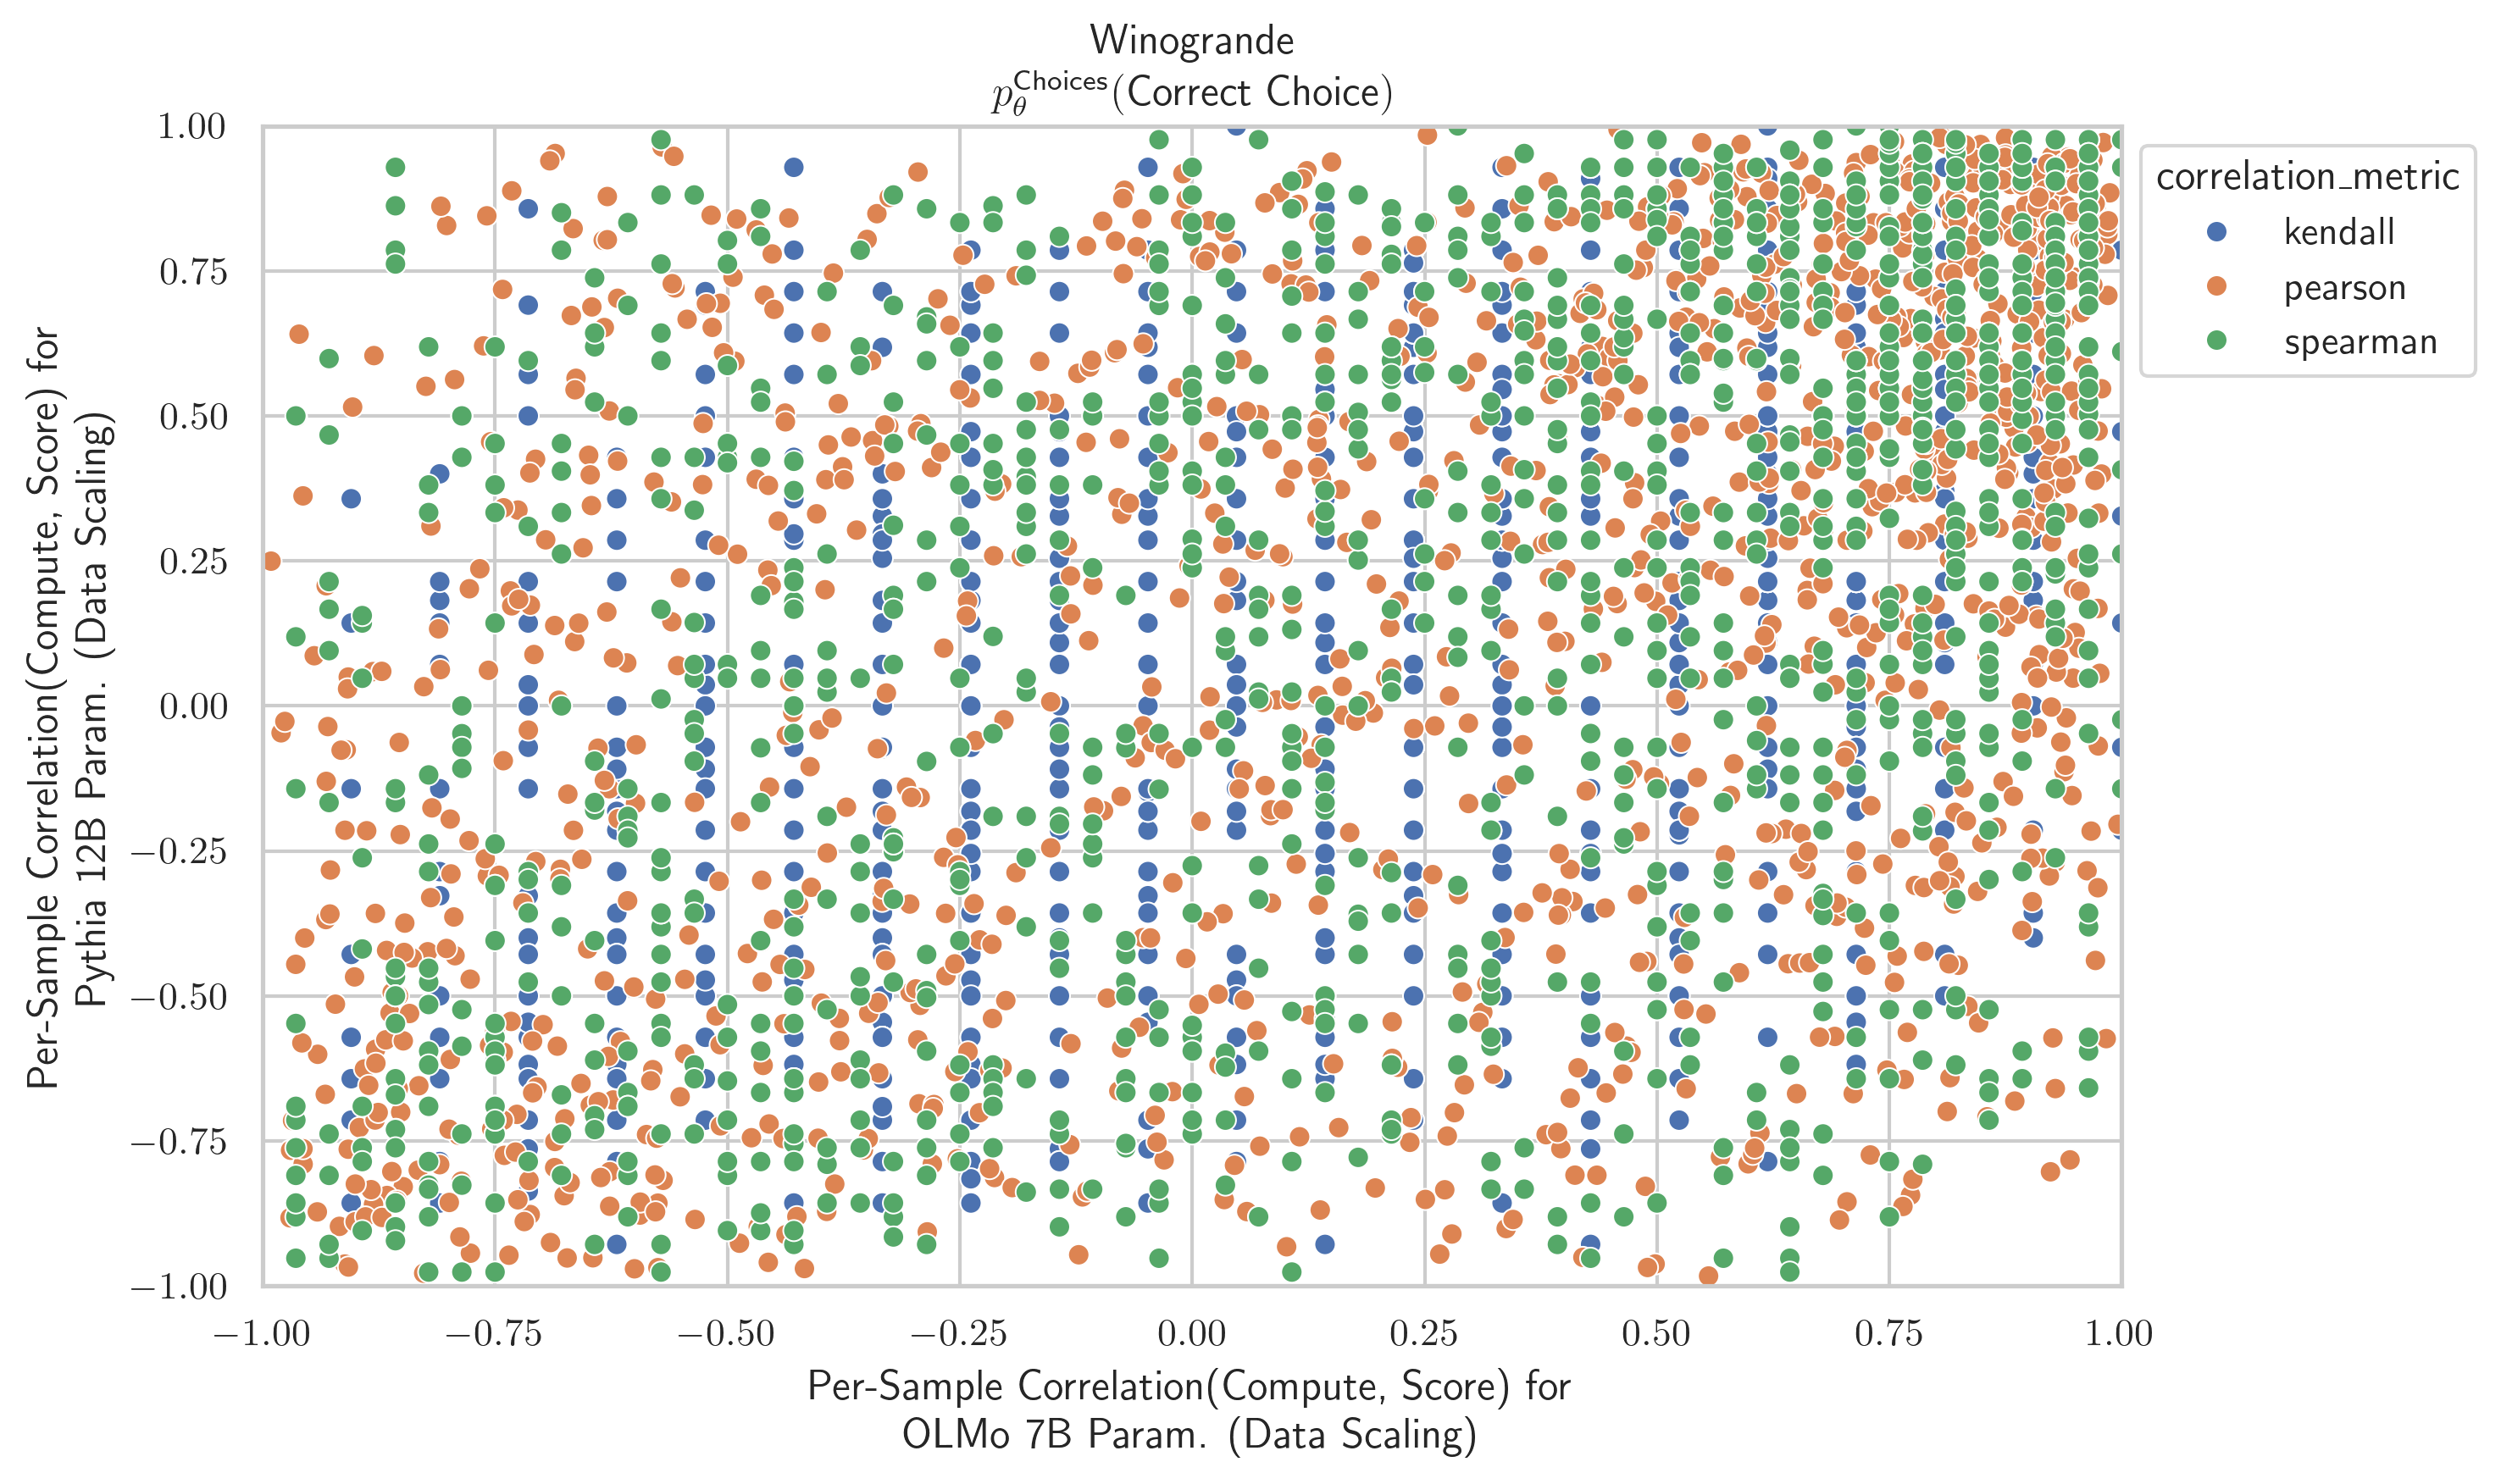 Winogrande
p_θ^Choices(Correct Choice)
Per-Sample Correlation(Compute, Score) for
Pythia 12B Param. (Data Scaling)
1.00
0.75
0.50
0.25
0.00
−0.25
−0.50
−0.75
−1.00
−1.00 −0.75 −0.50 −0.25 0.00 0.25 0.50 0.75 1.00
Per-Sample Correlation(Compute, Score) for
OLMo 7B Param. (Data Scaling)
correlation_metric
kendall
pearson
spearman